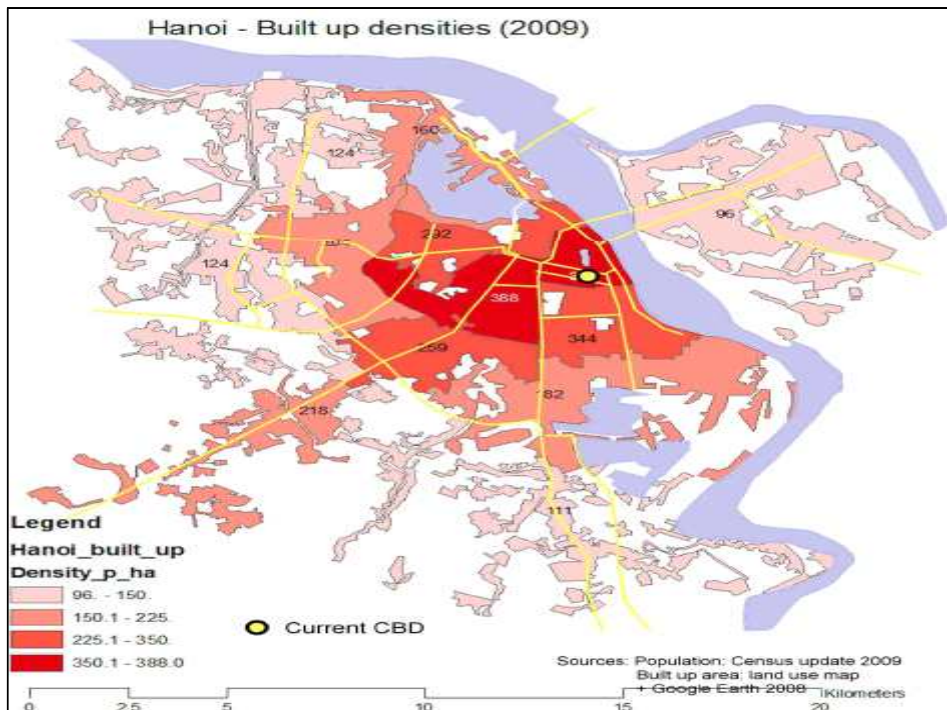 Hanoi - Built up densities (2009)
160
124
96
292
124
388
344
259
218
111
Legend
Hanoi_built_up
Density_p_ha
96. - 150.
150.1 - 225.
225.1 - 350.
350.1 - 388.0
Current CBD
Sources: Population: Census update 2009
Built up area: land use map
+ Google Earth 2008
0 2.5 5 10 15 20 Kilometers